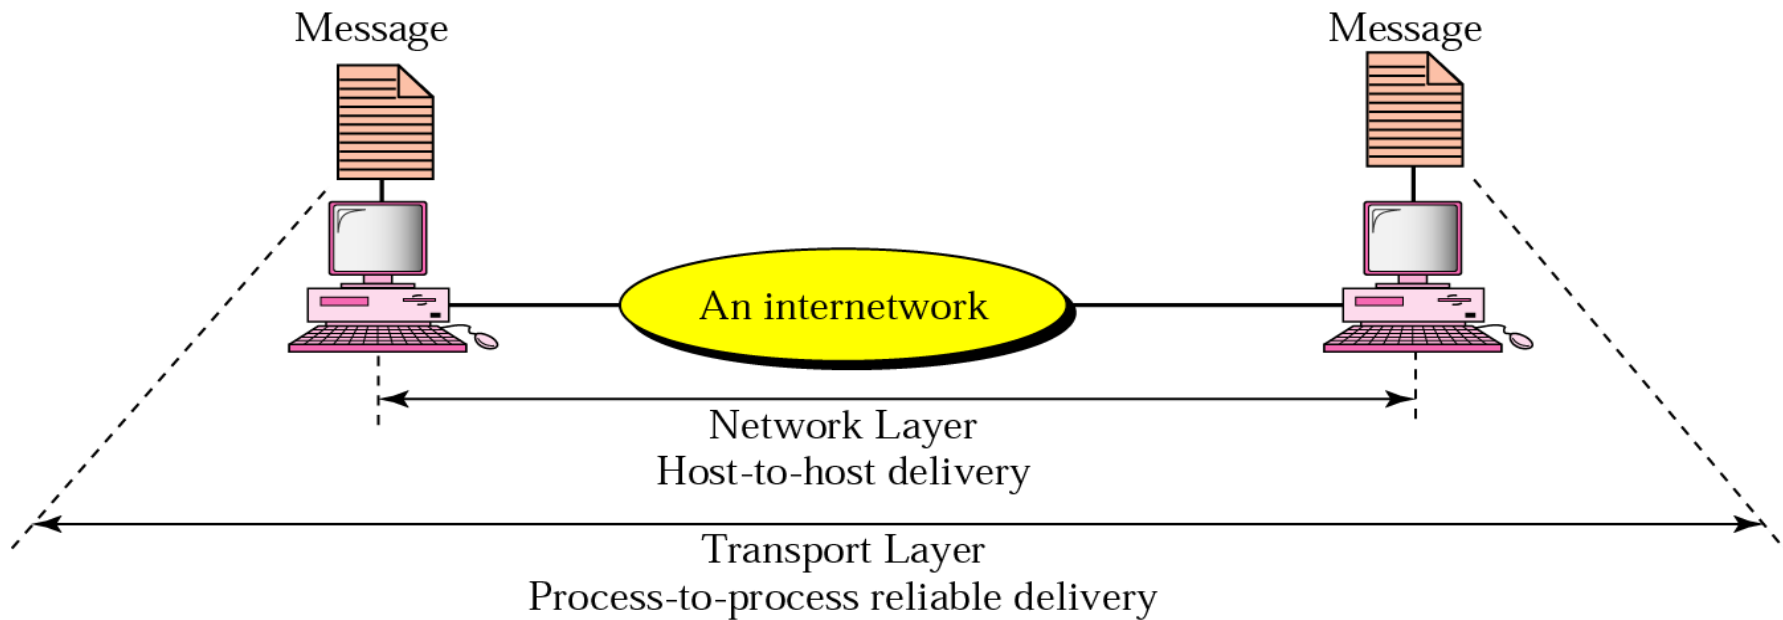 Message
Message
An internetwork
Network Layer
Host-to-host delivery
Transport Layer
Process-to-process reliable delivery